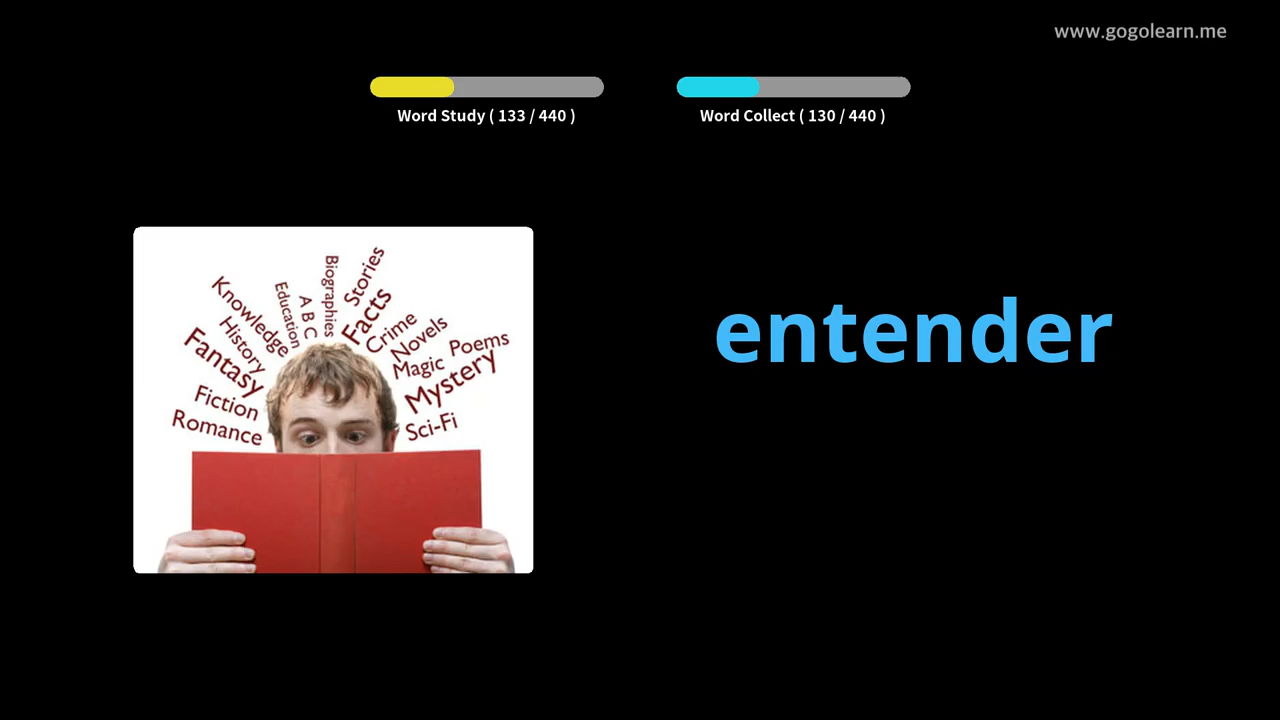 www.gogolearn.me
Word Study ( 133 / 440 )
Word Collect ( 130 / 440 )
Romance
Fiction
Fantasy
History
Knowledge
Education
A B C
Biographies
Stories
Facts
Crime
Novels
Magic
Poems
Mystery
Sci-Fi
entender